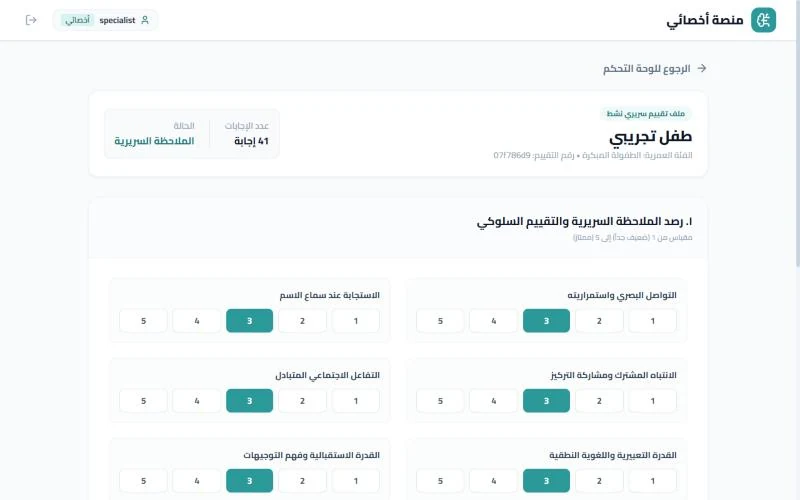 منصة أخصائي
specialist أخصائي
الرجوع للوحة التحكم
ملف تقييم سريري نشط
طفل تجريبي
الفئة العمرية: الطفولة المبكرة • رقم التقييم: 07f786d9
عدد الإجابات
41 إجابة
الحالة
الملاحظة السريرية
١. رصد الملاحظة السريرية والتقييم السلوكي
مقياس من 1 (ضعيف جداً) إلى 5 (ممتاز)
التواصل البصري واستمراريته
1 2 3 4 5
الاستجابة عند سماع الاسم
1 2 3 4 5
الانتباه المشترك ومشاركة التركيز
1 2 3 4 5
التفاعل الاجتماعي المتبادل
1 2 3 4 5
القدرة التعبيرية واللغوية النطقية
1 2 3 4 5
القدرة الاستقبالية وفهم التوجيهات
1 2 3 4 5